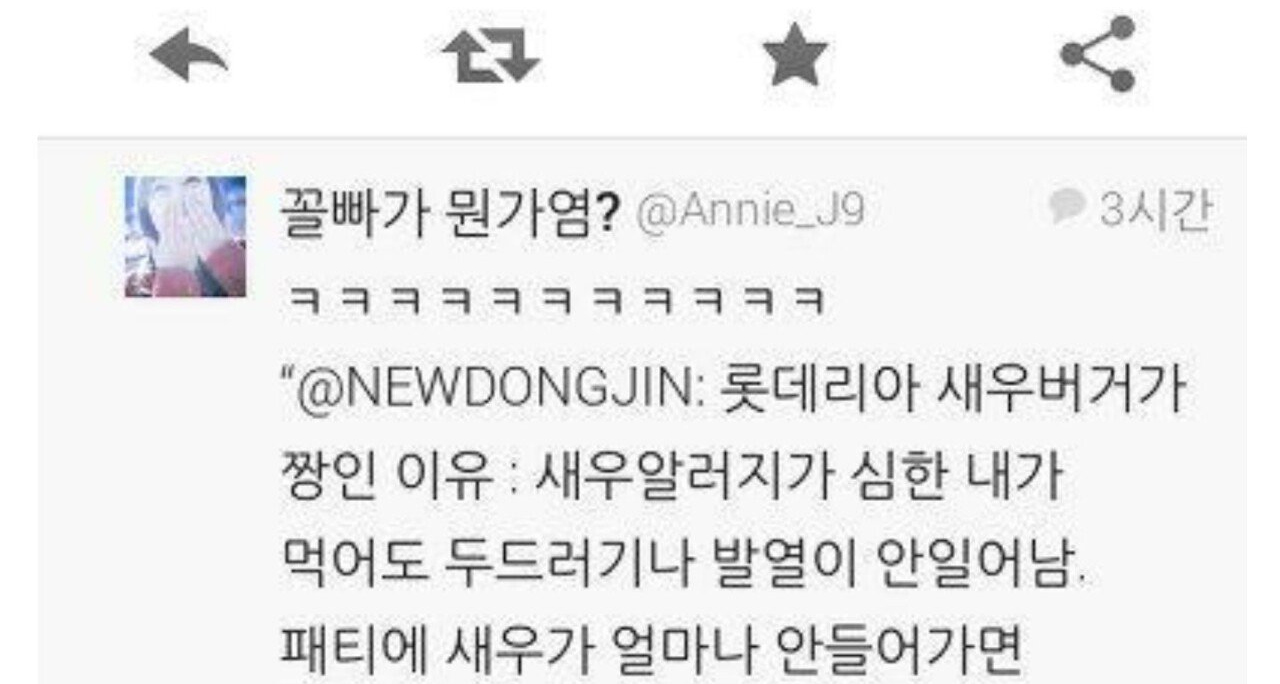 꼴빠가 뭔가염? @Annie_J9 3시간
ㅋㅋㅋㅋㅋㅋㅋㅋㅋㅋㅋ
“@NEWDONGJIN: 롯데리아 새우버거가
짱인 이유 : 새우알러지가 심한 내가
먹어도 두드러기나 발열이 안일어남.
패티에 새우가 얼마나 안들어가면